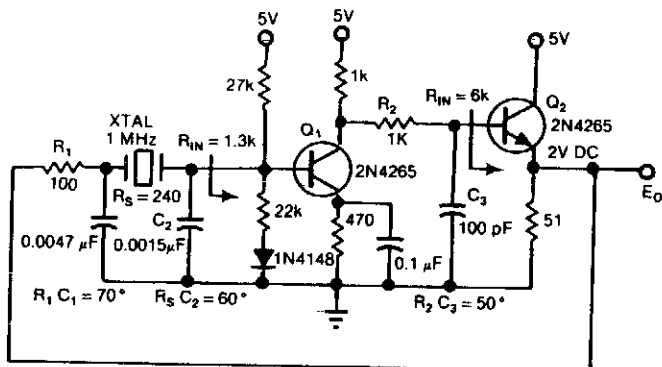 5V
5V
5V
27k
1k
XTAL
1 MHz
R1
100
RS = 240
RIN = 1.3k
Q1
2N4265
R2
1K
RIN = 6k
Q2
2N4265
2V DC
EO
C2
0.0047 µF
0.0015µF
22k
1N4148
470
0.1 µF
C3
100 pF
51
R1 C1 = 70°
RS C2 = 60°
R2 C3 = 50°